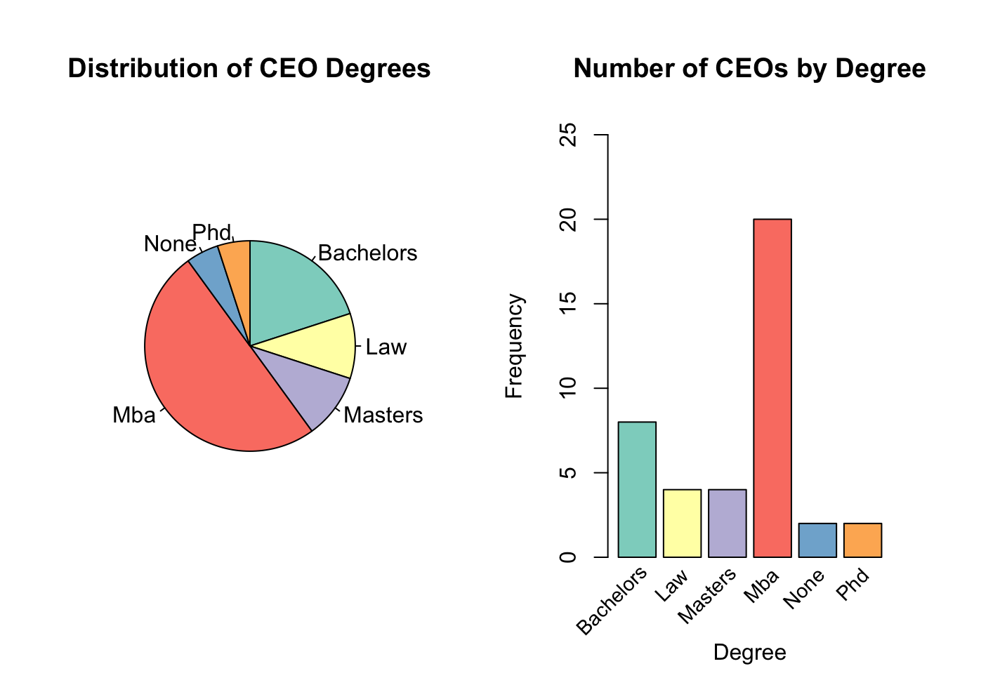 Distribution of CEO Degrees
Phd
None
Bachelors
Law
Mba
Masters
Number of CEOs by Degree
25
20
15
10
5
0
Frequency
Bachelors
Law
Masters
Mba
None
Phd
Degree